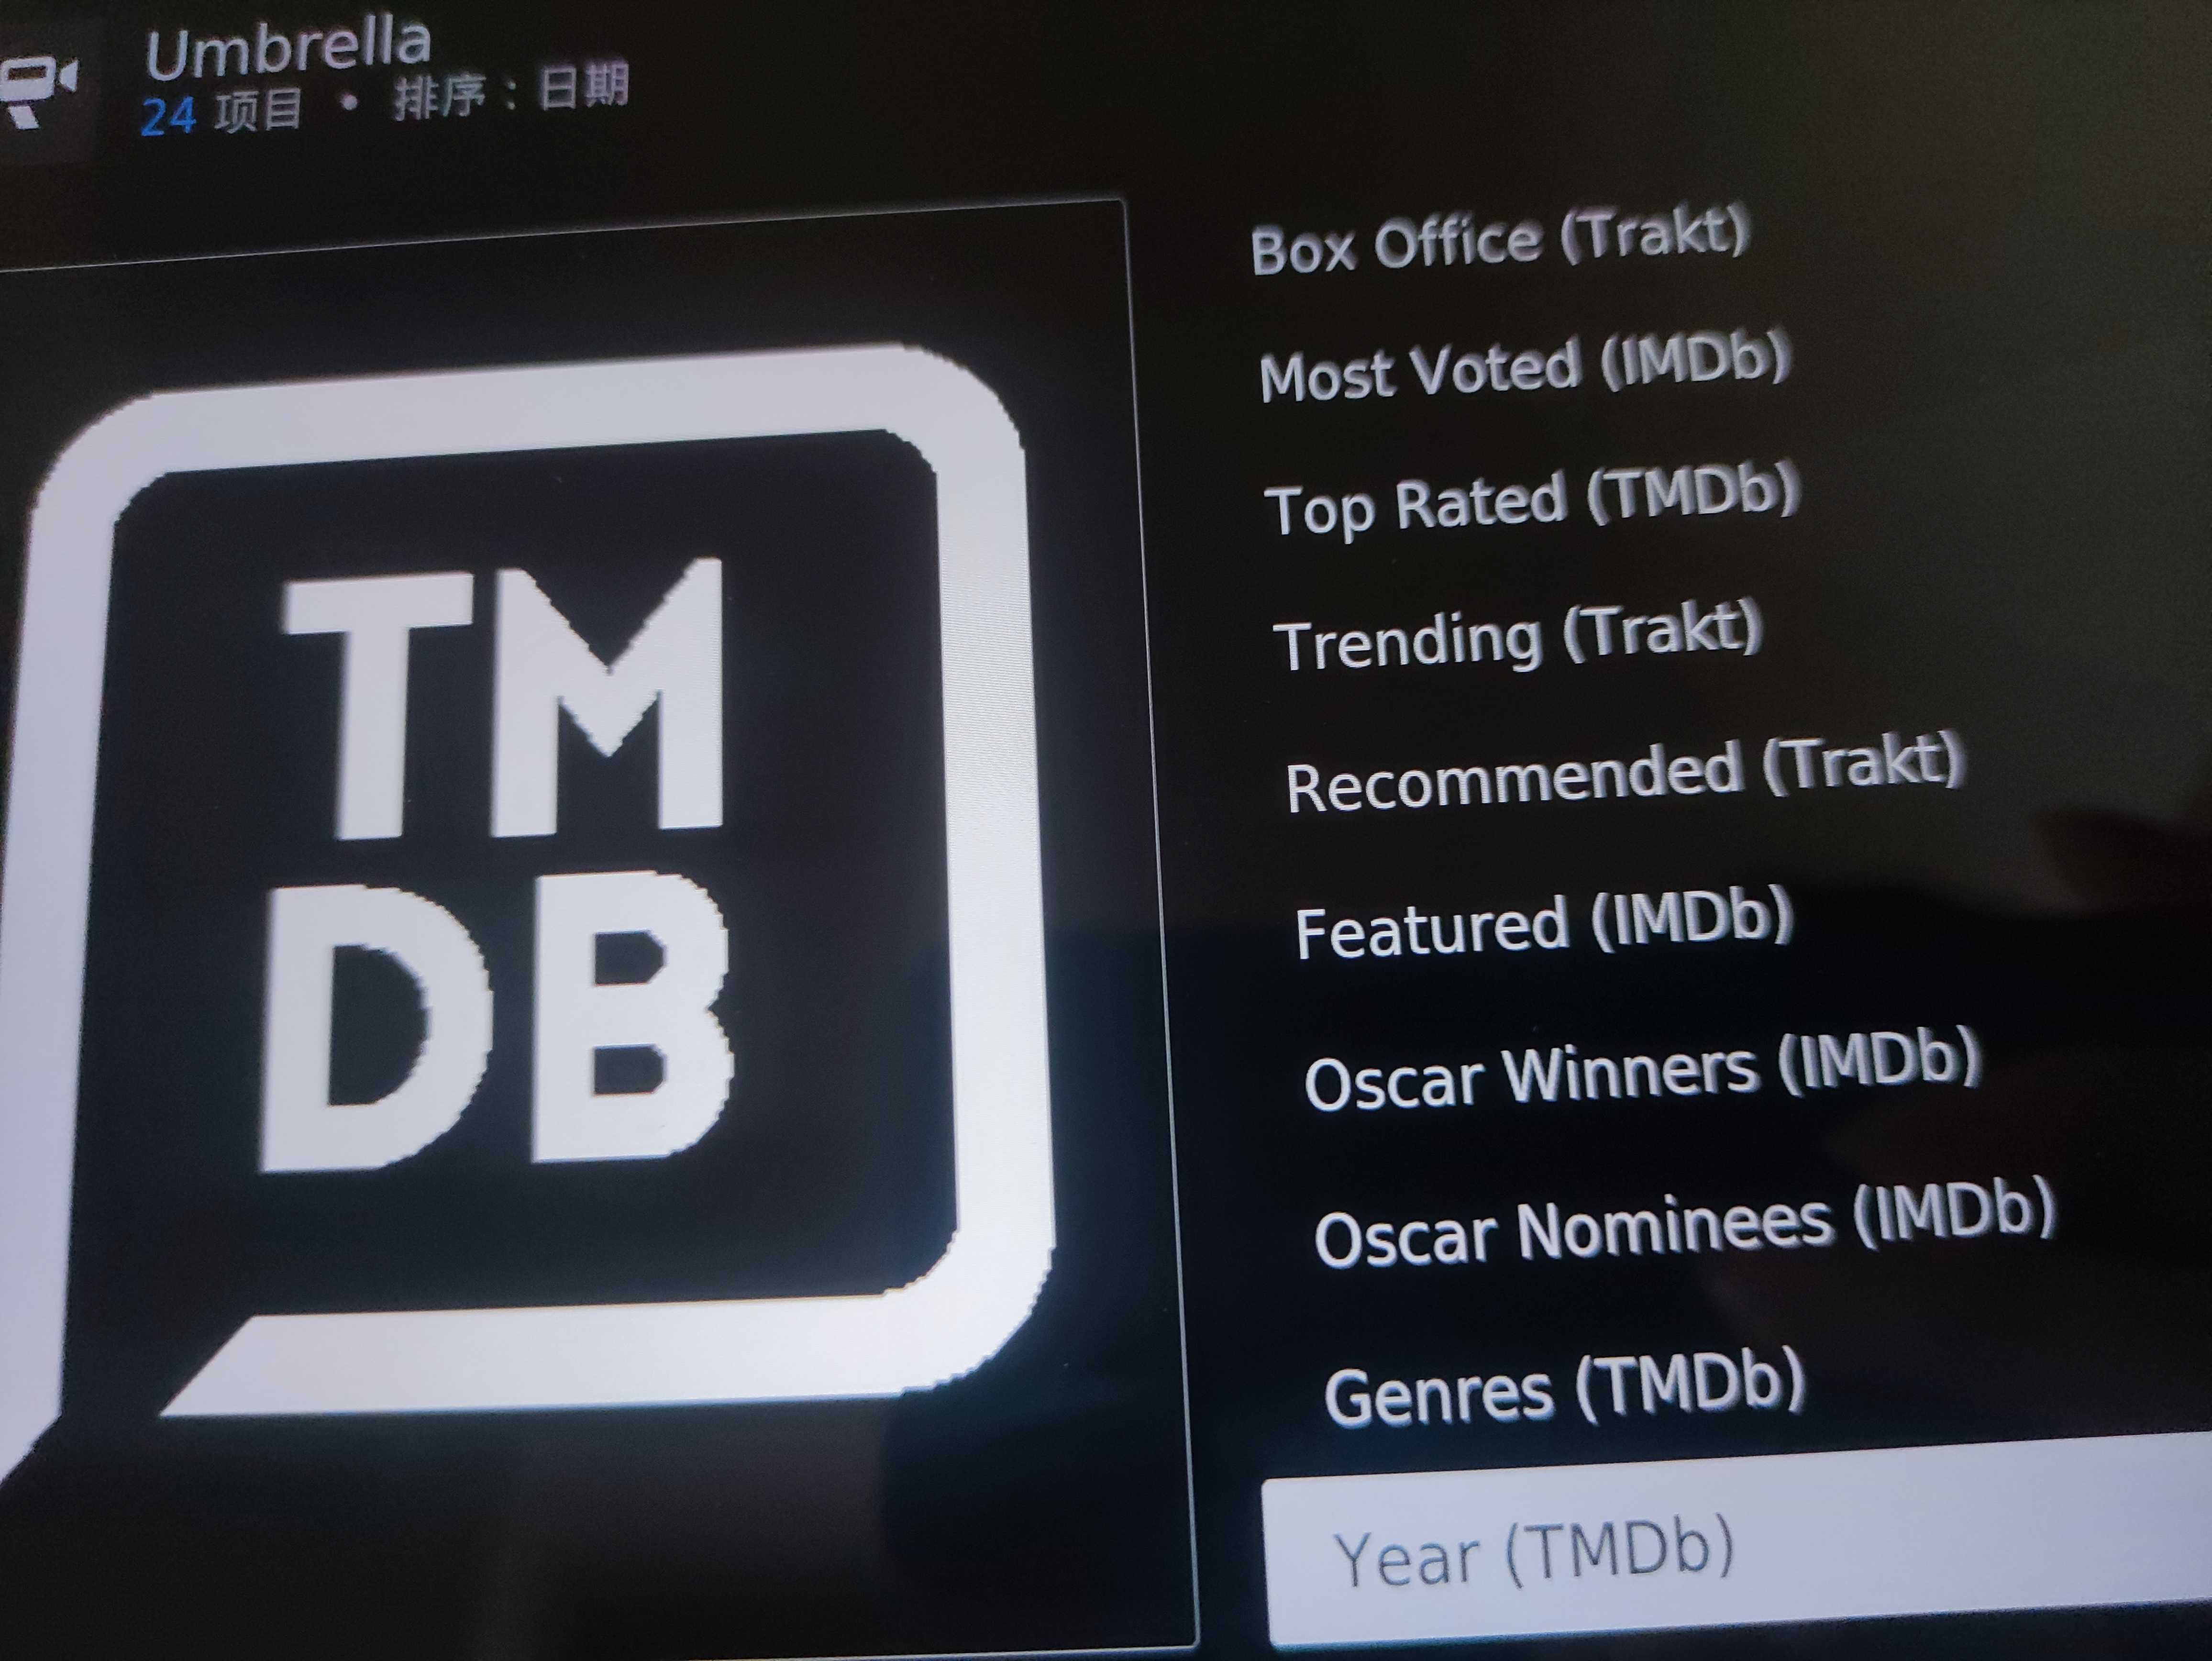 Umbrella
24 项目 • 排序：日期
TM
DB
Box Office (Trakt)
Most Voted (IMDb)
Top Rated (TMDb)
Trending (Trakt)
Recommended (Trakt)
Featured (IMDb)
Oscar Winners (IMDb)
Oscar Nominees (IMDb)
Genres (TMDb)
Year (TMDb)